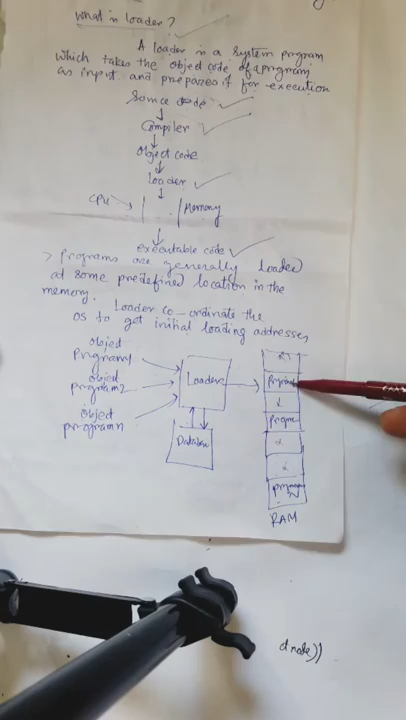 What is loader?
A loader is a system program
which takes the object code of a program
as input and prepares it for execution
Source code
Compiler
Object code
loader
CPU
Memory
executable code
> Programs are generally loaded
at some predefined location in the
memory.
Loader co-ordinate the
OS to get initial loading addresses
Object
Program1
Object
program2
Object
program n
Loader
Database
RAM